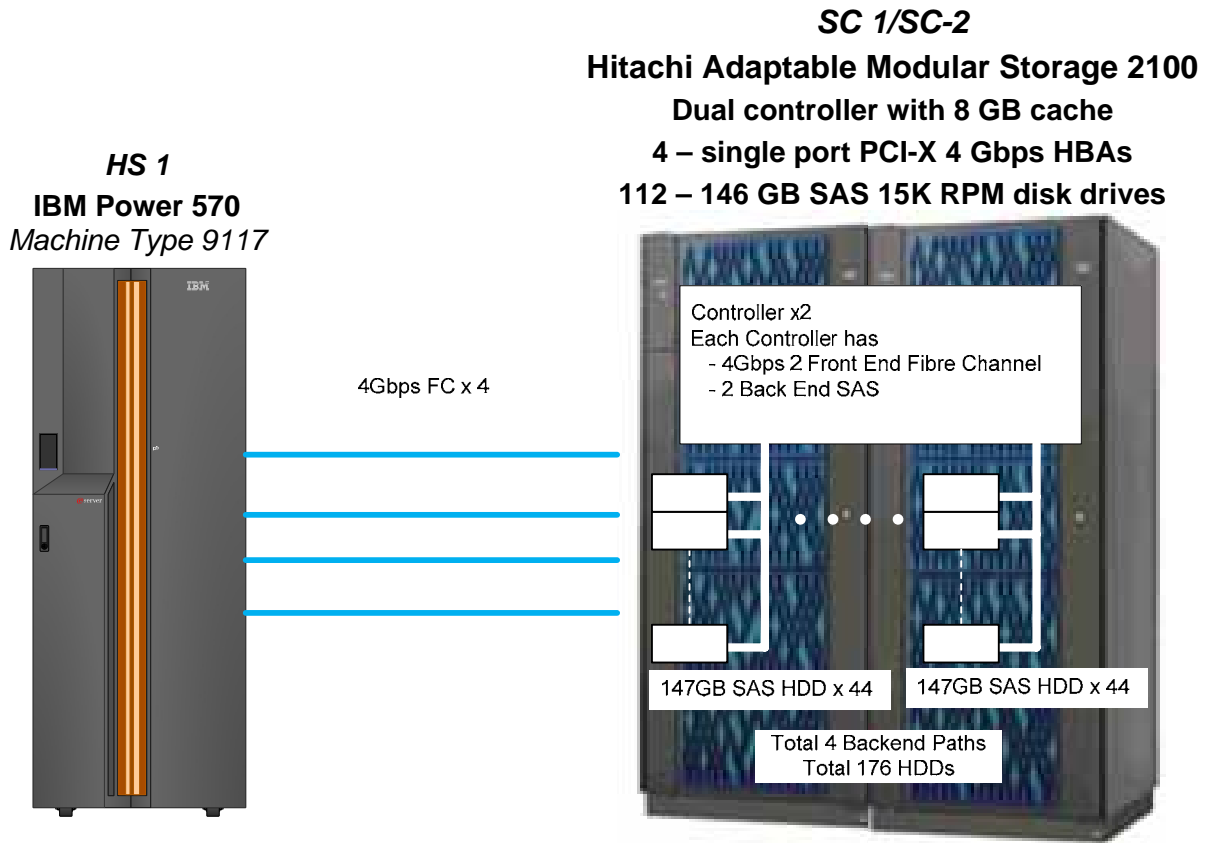 SC 1/SC-2
Hitachi Adaptable Modular Storage 2100
Dual controller with 8 GB cache
4 – single port PCI-X 4 Gbps HBAs
112 – 146 GB SAS 15K RPM disk drives
HS 1
IBM Power 570
Machine Type 9117
IBM
4Gbps FC x 4
Controller x2
Each Controller has
- 4Gbps 2 Front End Fibre Channel
- 2 Back End SAS
147GB SAS HDD x 44
147GB SAS HDD x 44
Total 4 Backend Paths
Total 176 HDDs